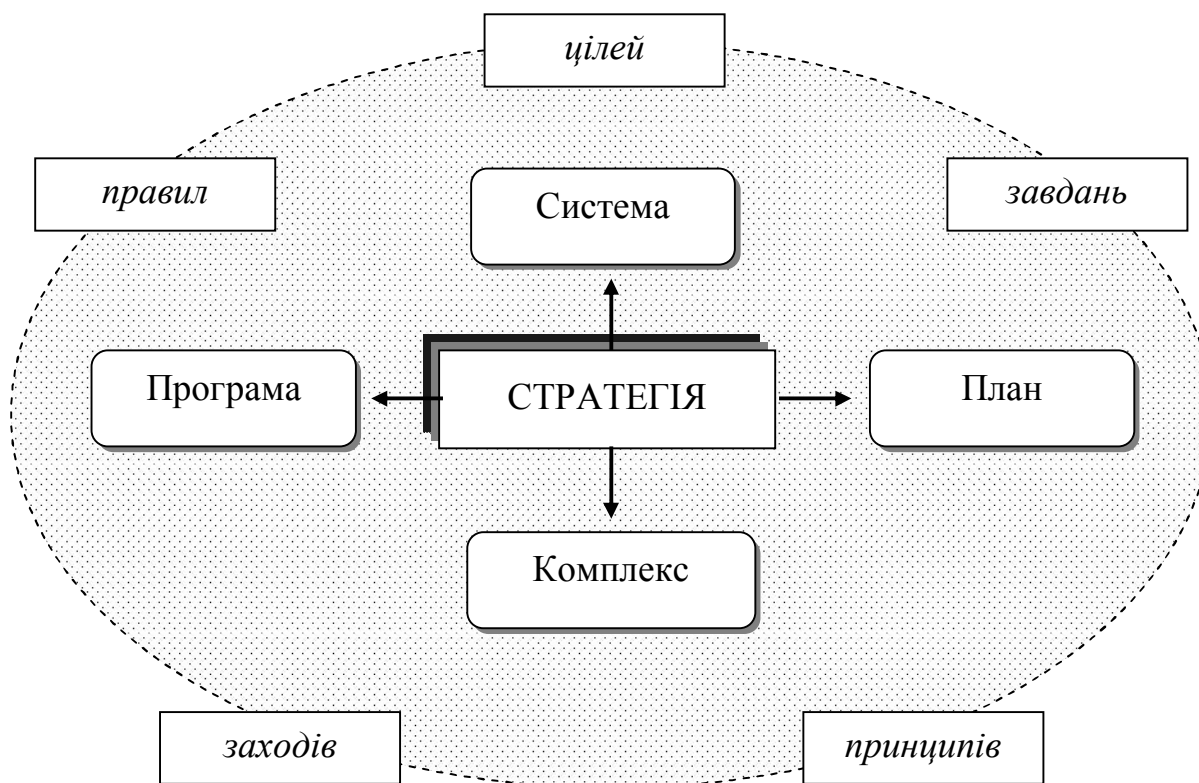 цілей
правил
завдань
Система
Програма
СТРАТЕГІЯ
План
Комплекс
заходів
принципів